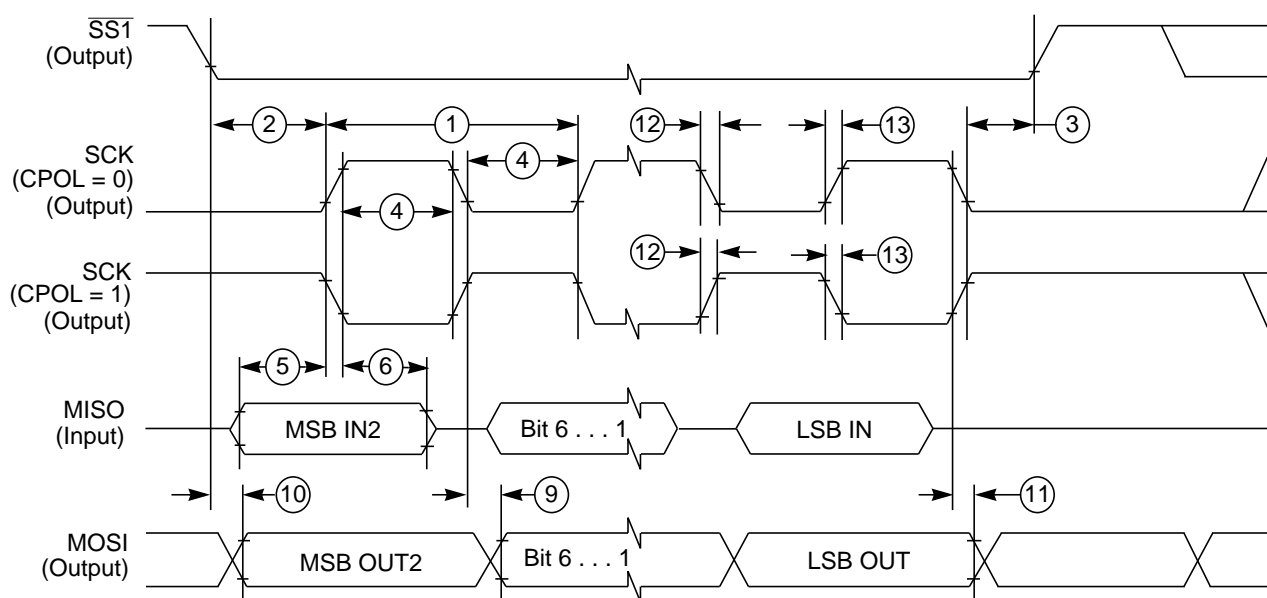 SS1
(Output)
2
1
12
13
3
SCK
(CPOL = 0)
(Output)
4
4
12
13
SCK
(CPOL = 1)
(Output)
5
6
MISO
(Input)
MSB IN2
Bit 6 . . . 1
LSB IN
10
9
11
MOSI
(Output)
MSB OUT2
Bit 6 . . . 1
LSB OUT